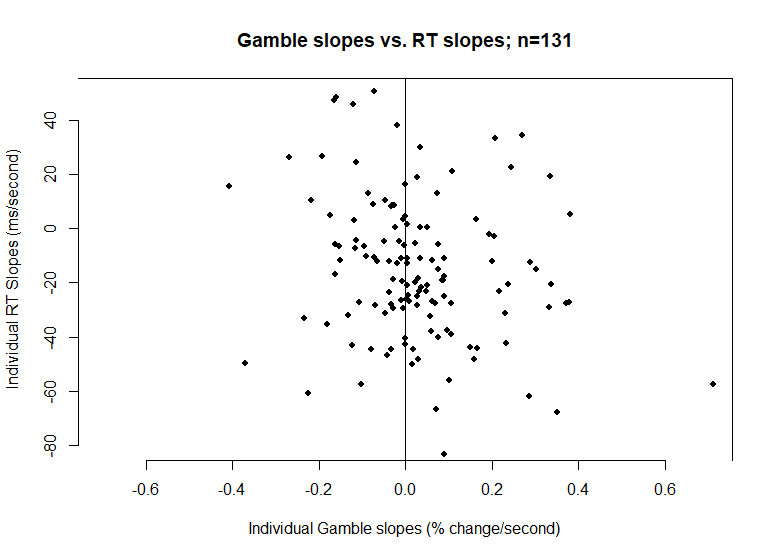 Gamble slopes vs. RT slopes; n=131
Individual RT Slopes (ms/second)
40
20
0
-20
-40
-60
-80
-0.6 -0.4 -0.2 0.0 0.2 0.4 0.6
Individual Gamble slopes (% change/second)